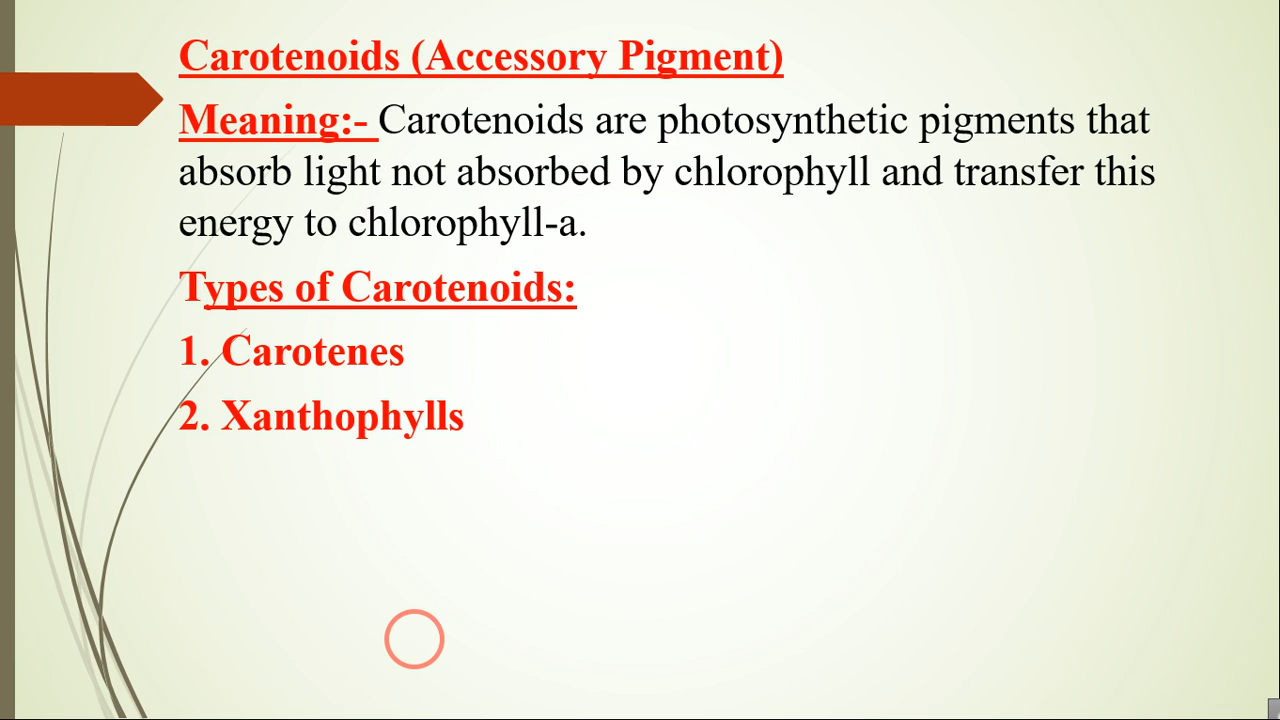 Carotenoids (Accessory Pigment)
Meaning:- Carotenoids are photosynthetic pigments that
absorb light not absorbed by chlorophyll and transfer this
energy to chlorophyll-a.
Types of Carotenoids:
1. Carotenes
2. Xanthophylls